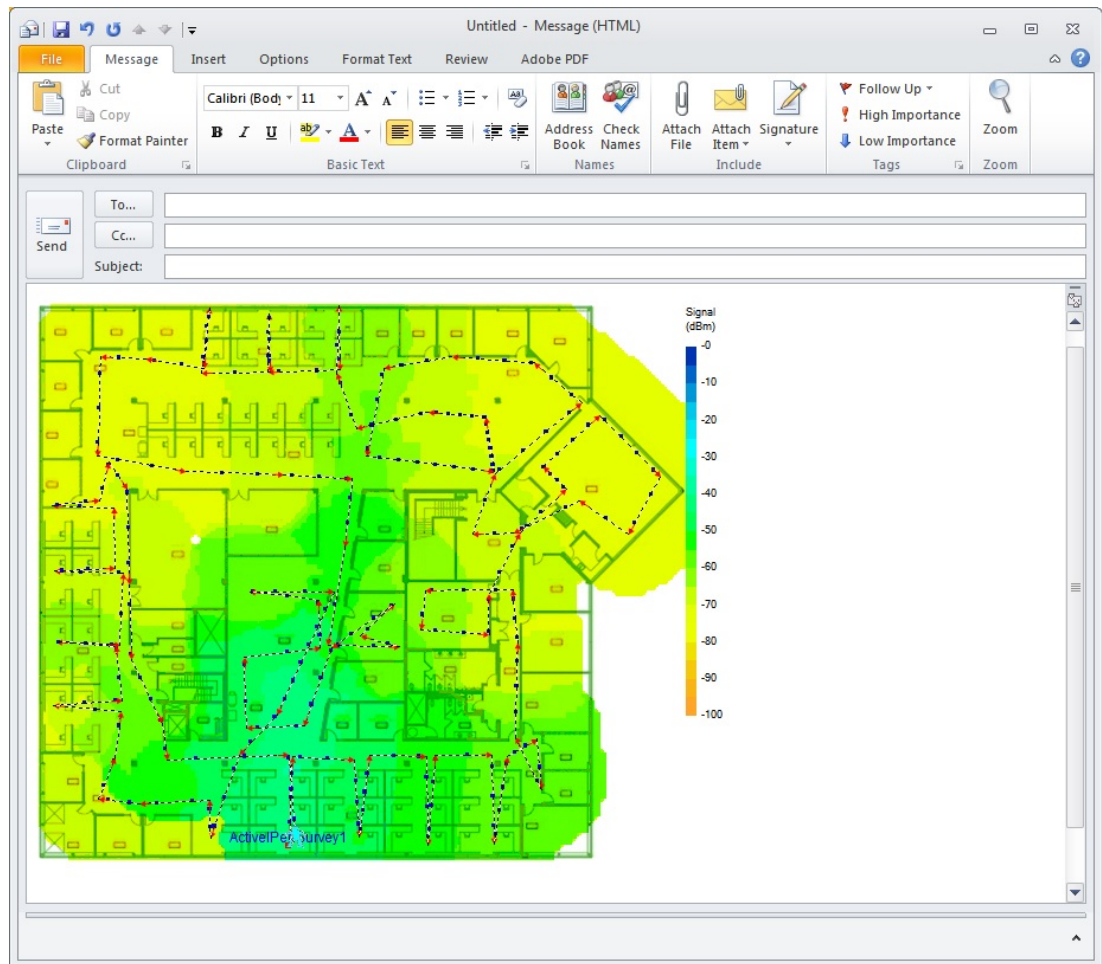 Untitled - Message (HTML)
File Message Insert Options Format Text Review Adobe PDF
Paste
Cut
Copy
Format Painter
Clipboard
Calibri (Body 11
B I U
Basic Text
Address Book
Check Names
Names
Attach File
Attach Item
Signature
Include
Follow Up
High Importance
Low Importance
Tags
Zoom
Zoom
Send
To...
Cc...
Subject:
Signal
(dBm)
-0
-10
-20
-30
-40
-50
-60
-70
-80
-90
-100